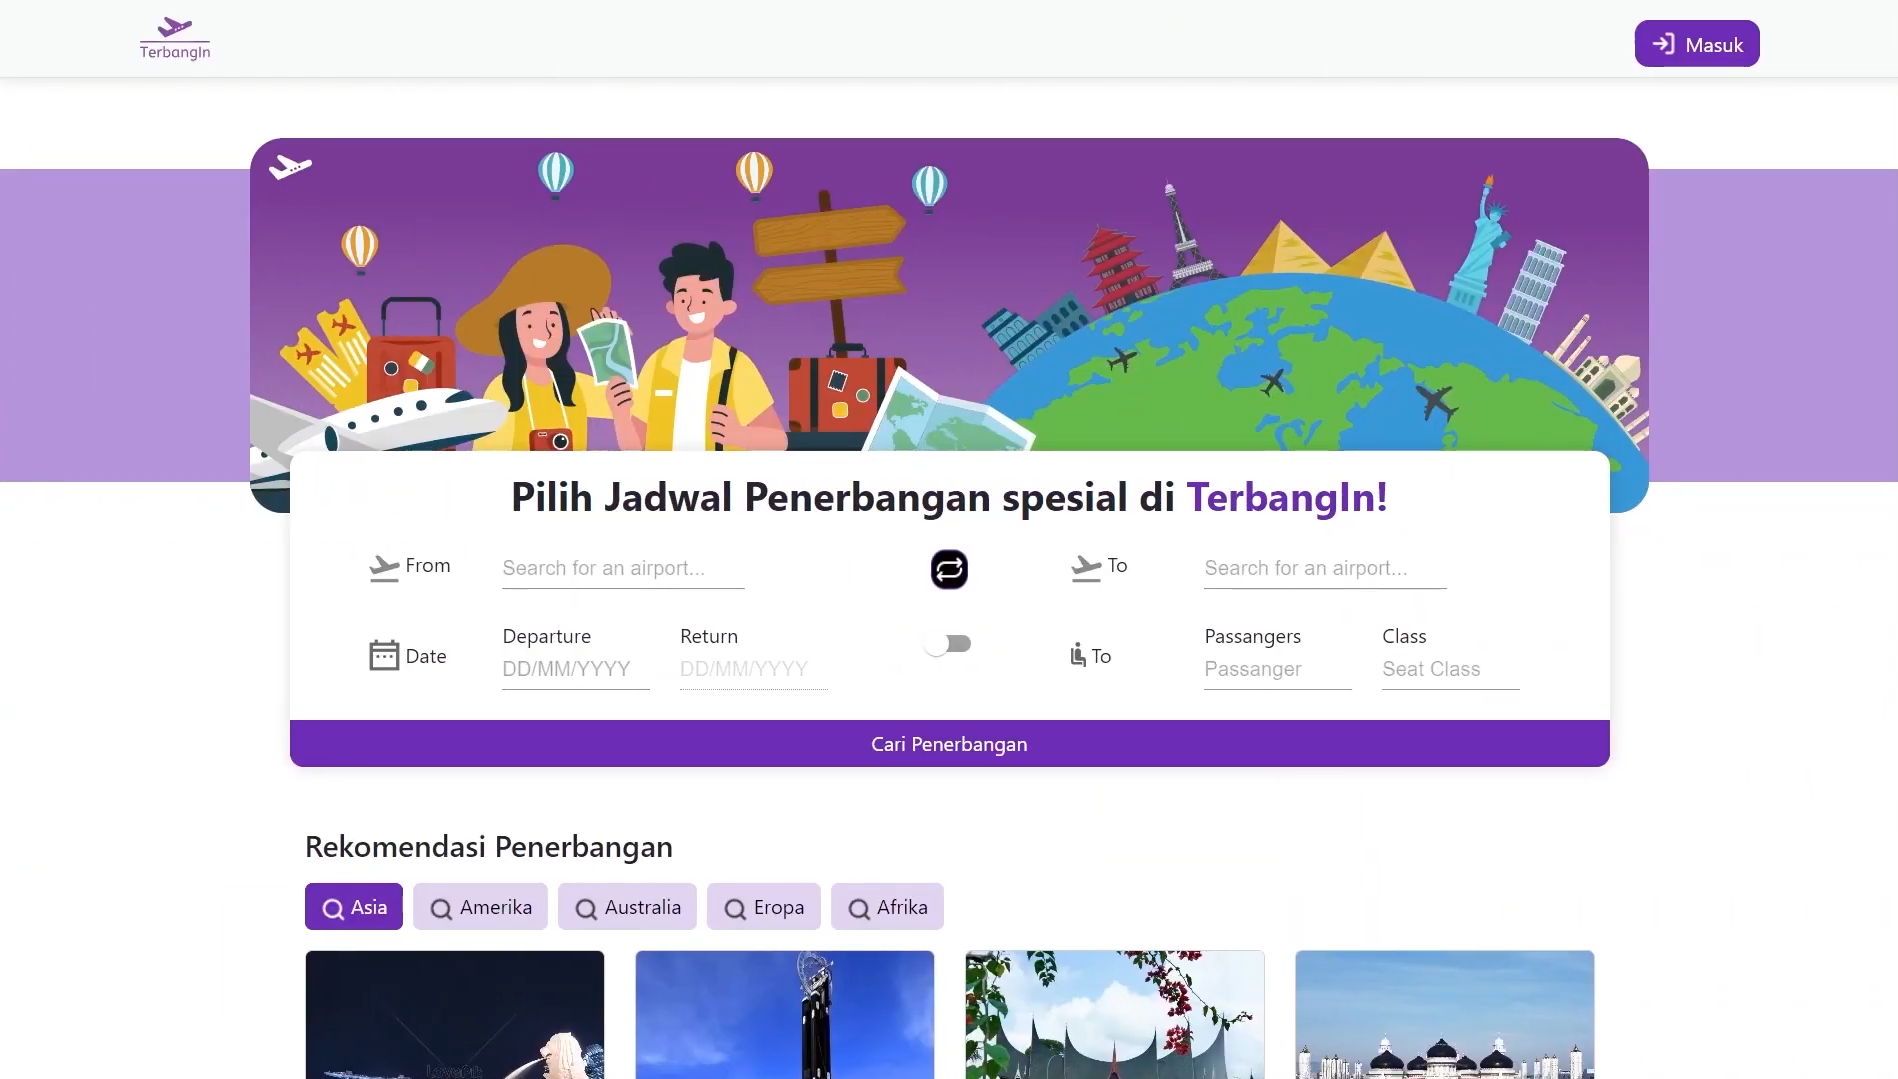 TerbangIn
Masuk
Pilih Jadwal Penerbangan spesial di TerbangIn!
From
Search for an airport...
To
Search for an airport...
Date
Departure
DD/MM/YYYY
Return
DD/MM/YYYY
To
Passangers
Passanger
Class
Seat Class
Cari Penerbangan
Rekomendasi Penerbangan
Asia
Amerika
Australia
Eropa
Afrika